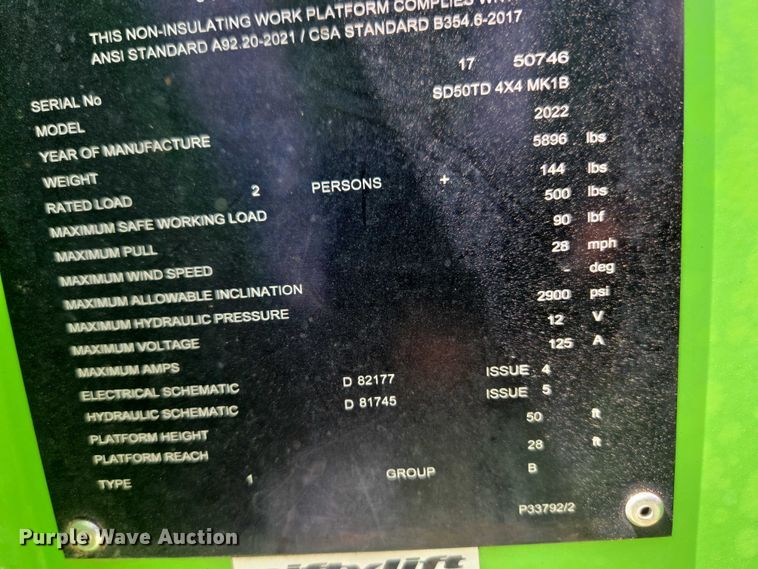 THIS NON-INSULATING WORK PLATFORM COMPLIES
ANSI STANDARD A92.20-2021 / CSA STANDARD B354.6-2017
SERIAL No 17 50746
MODEL SD50TD 4X4 MK1B
YEAR OF MANUFACTURE 2022
WEIGHT 5896 lbs
RATED LOAD 2 PERSONS + 144 lbs
MAXIMUM SAFE WORKING LOAD 500 lbs
MAXIMUM PULL 90 lbf
MAXIMUM WIND SPEED 28 mph
MAXIMUM ALLOWABLE INCLINATION - deg
MAXIMUM HYDRAULIC PRESSURE 2900 psi
MAXIMUM VOLTAGE 12 V
MAXIMUM AMPS 125 A
ELECTRICAL SCHEMATIC D 82177 ISSUE 4
HYDRAULIC SCHEMATIC D 81745 ISSUE 5
PLATFORM HEIGHT 50 ft
PLATFORM REACH 28 ft
TYPE 1 GROUP B
P33792/2
Purple Wave Auction